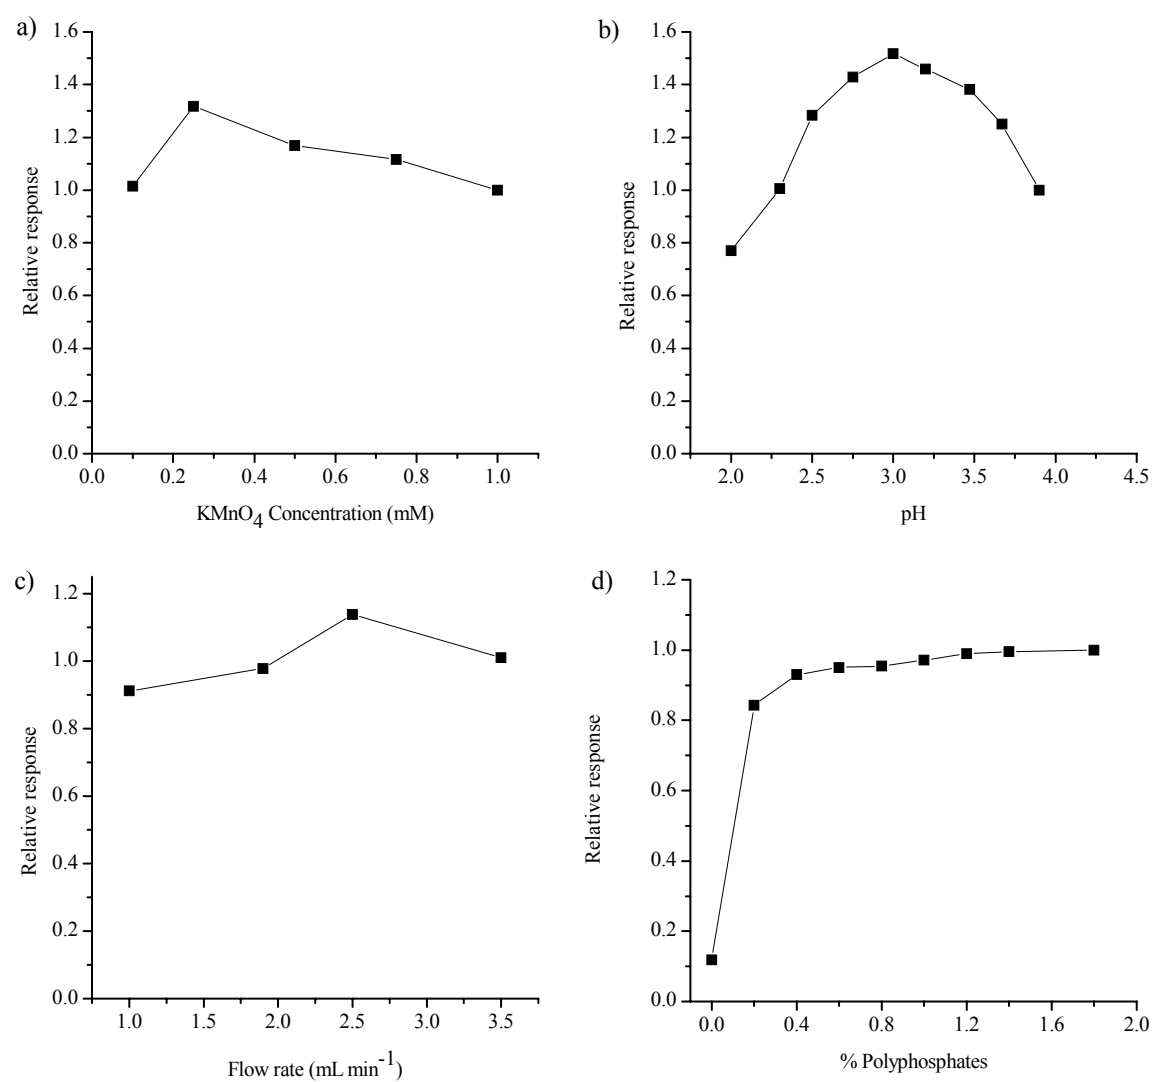 a)
1.6
1.4
1.2
1.0
0.8
0.6
0.4
0.2
0.0
Relative response
0.0 0.2 0.4 0.6 0.8 1.0
KMnO4 Concentration (mM)
b)
1.6
1.4
1.2
1.0
0.8
0.6
0.4
0.2
0.0
Relative response
2.0 2.5 3.0 3.5 4.0 4.5
pH
c)
1.2
1.0
0.8
0.6
0.4
0.2
0.0
Relative response
1.0 1.5 2.0 2.5 3.0 3.5
Flow rate (mL min-1)
d)
1.2
1.0
0.8
0.6
0.4
0.2
0.0
Relative response
0.0 0.4 0.8 1.2 1.6 2.0
% Polyphosphates